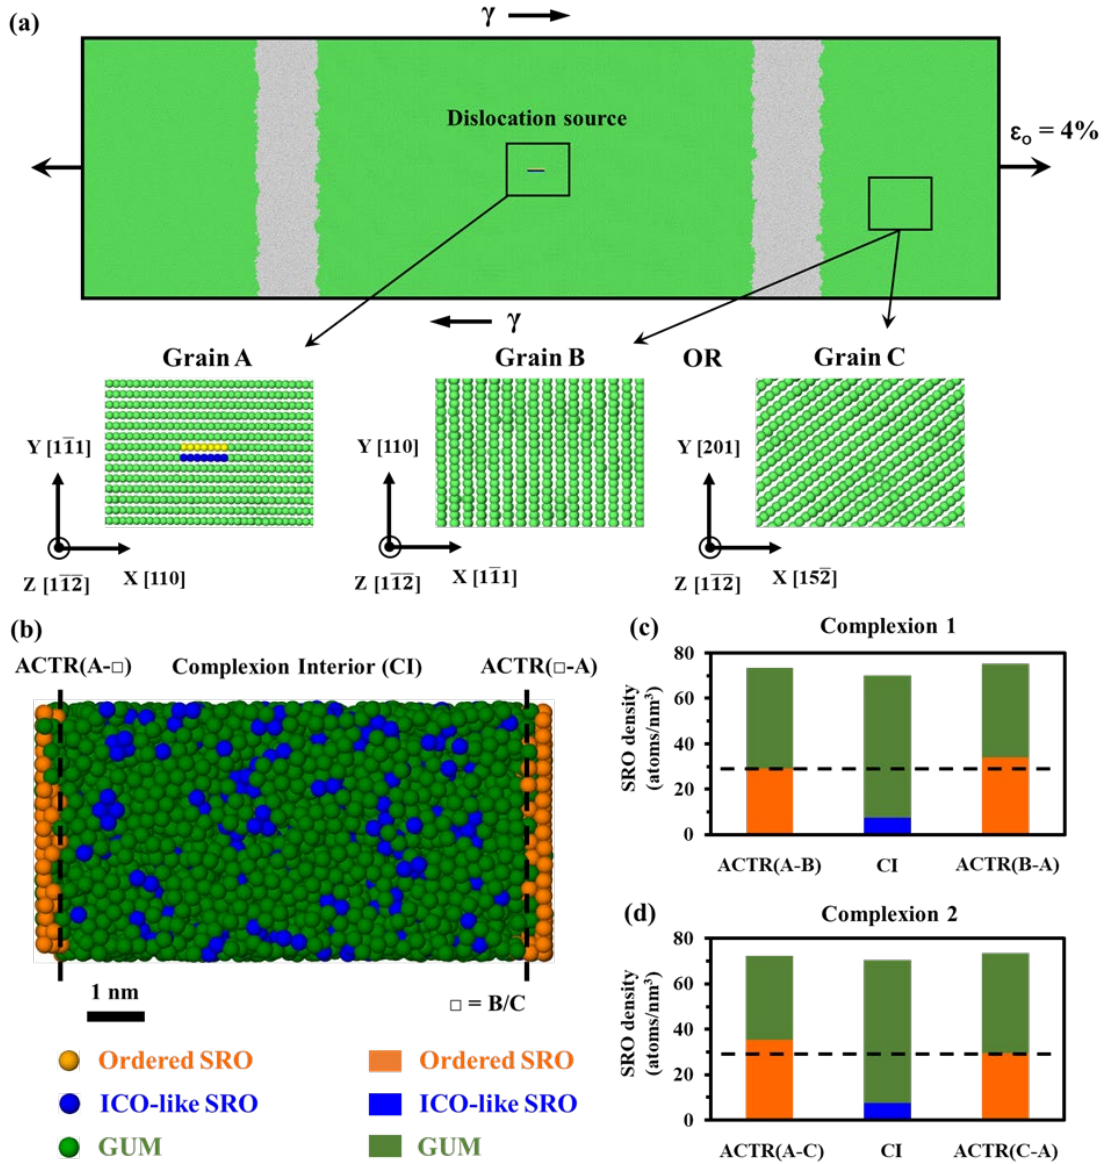 (a)
γ
Dislocation source
ε₀ = 4%
γ
Grain A
Grain B
OR
Grain C
Y [11̅1]
Z [11̅2̅]
X [110]
Y [110]
Z [11̅2̅]
X [11̅1]
Y [201]
Z [11̅2]
X [152̅]
(b)
ACTR(A-□)
Complexion Interior (CI)
ACTR(□-A)
1 nm
□ = B/C
Ordered SRO
ICO-like SRO
GUM
Ordered SRO
ICO-like SRO
GUM
(c)
Complexion 1
SRO density
(atoms/nm³)
80
60
40
20
0
ACTR(A-B)
CI
ACTR(B-A)
(d)
Complexion 2
SRO density
(atoms/nm³)
80
60
40
20
0
ACTR(A-C)
CI
ACTR(C-A)